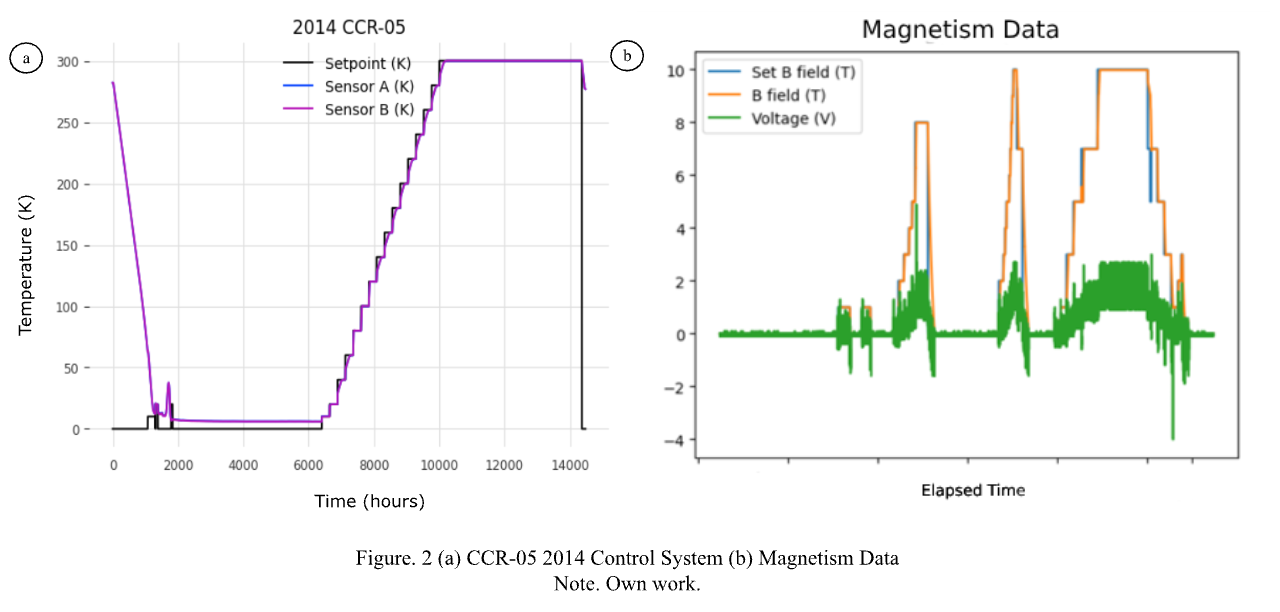 a
2014 CCR-05
Setpoint (K)
Sensor A (K)
Sensor B (K)
Temperature (K)
300
250
200
150
100
50
0
0 2000 4000 6000 8000 10000 12000 14000
Time (hours)
b
Magnetism Data
Set B field (T)
B field (T)
Voltage (V)
10
8
6
4
2
0
−2
−4
Elapsed Time
Figure. 2 (a) CCR-05 2014 Control System (b) Magnetism Data
Note. Own work.